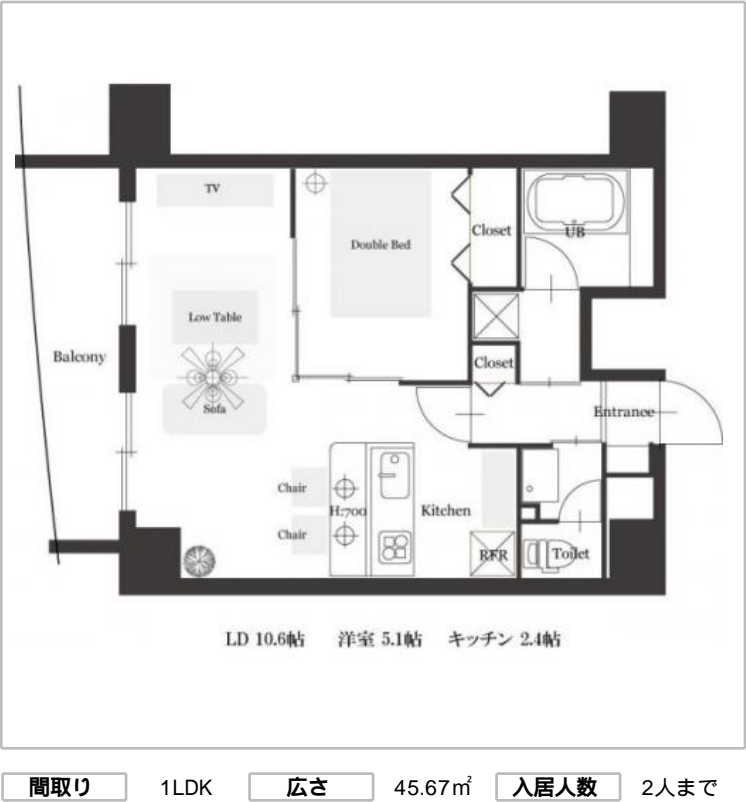 TV
Double Bed
Closet
UB
Low Table
Balcony
Closet
Sofa
Entrance
Chair
H:700
Kitchen
Chair
RFR
Toilet
LD 10.6帖 洋室 5.1帖 キッチン 2.4帖
間取り 1LDK 広さ 45.67㎡ 入居人数 2人まで